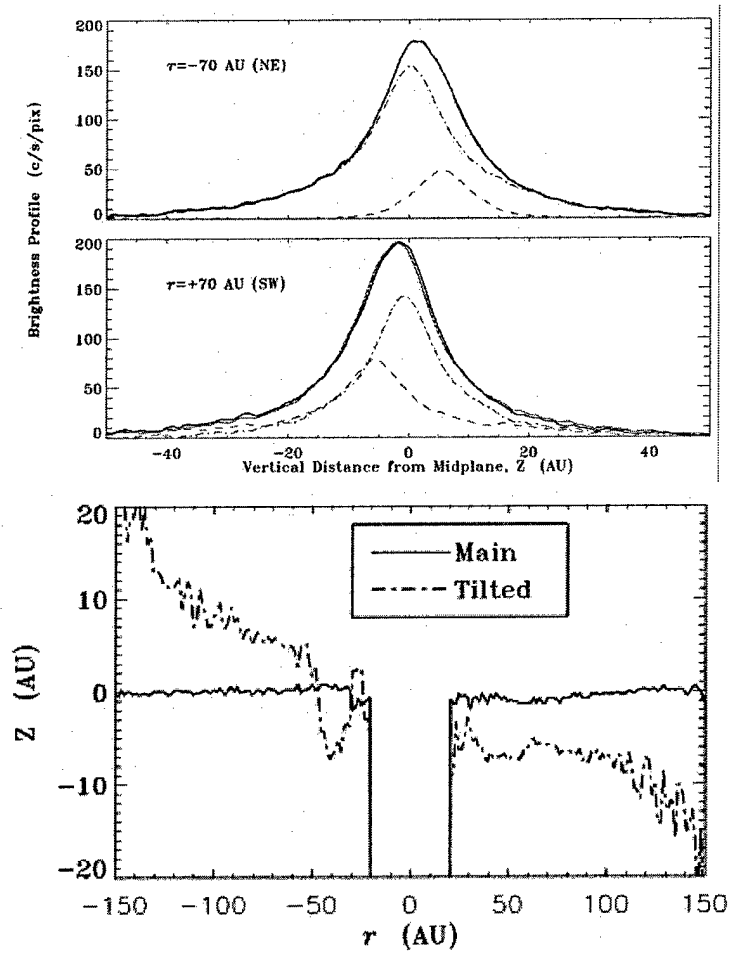 200
150
100
50
0
r=-70 AU (NE)
Brightness Profile (c/s/pix)
200
150
100
50
0
r=+70 AU (SW)
-40 -20 0 20 40
Vertical Distance from Midplane, Z (AU)
20
10
0
-10
-20
Z (AU)
Main
Tilted
-150 -100 -50 0 50 100 150
r (AU)